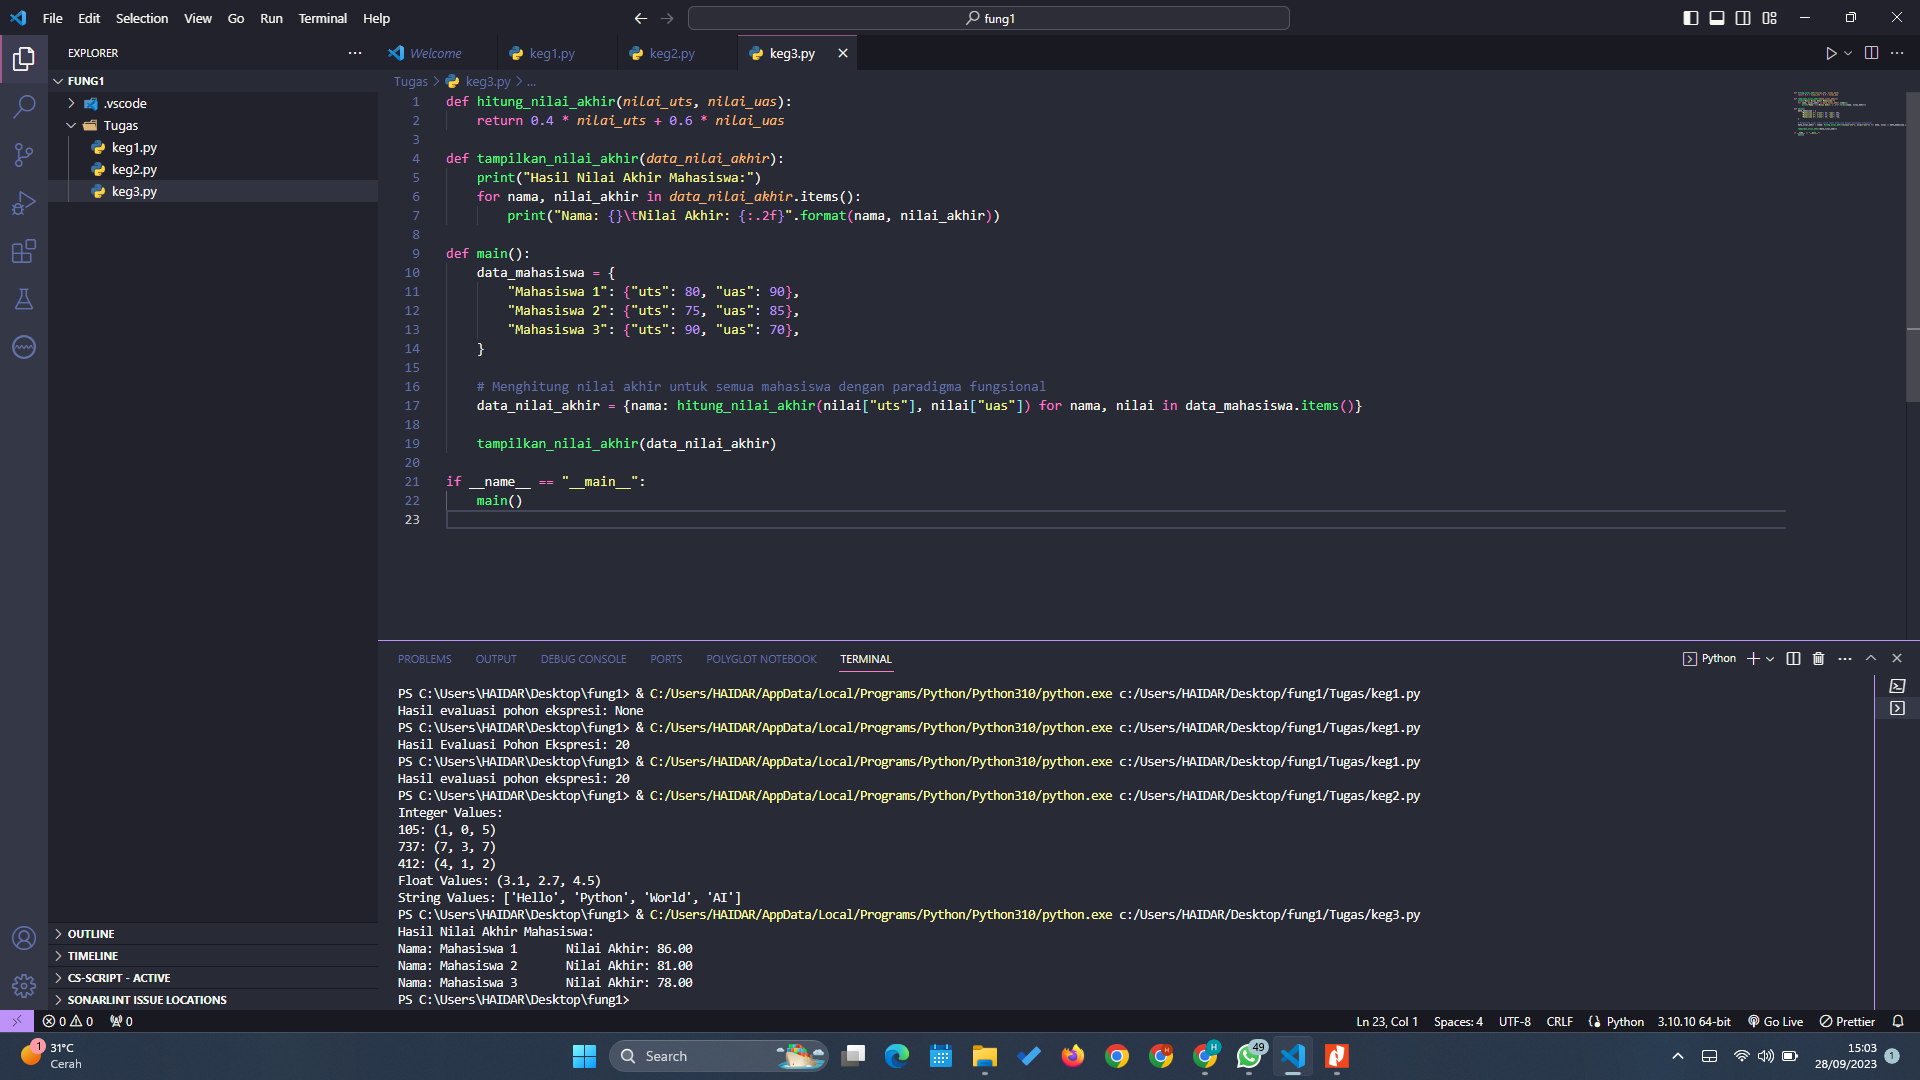 File Edit Selection View Go Run Terminal Help
fung1
EXPLORER
FUNG1
.vscode
Tugas
keg1.py
keg2.py
keg3.py
OUTLINE
TIMELINE
CS-SCRIPT - ACTIVE
SONARLINT ISSUE LOCATIONS
Welcome keg1.py keg2.py keg3.py
Tugas > keg3.py > ...
1 def hitung_nilai_akhir(nilai_uts, nilai_uas):
2     return 0.4 * nilai_uts + 0.6 * nilai_uas
3
4 def tampilkan_nilai_akhir(data_nilai_akhir):
5     print("Hasil Nilai Akhir Mahasiswa:")
6     for nama, nilai_akhir in data_nilai_akhir.items():
7         print("Nama: {}\tNilai Akhir: {:.2f}".format(nama, nilai_akhir))
8
9 def main():
10     data_mahasiswa = {
11         "Mahasiswa 1": {"uts": 80, "uas": 90},
12         "Mahasiswa 2": {"uts": 75, "uas": 85},
13         "Mahasiswa 3": {"uts": 90, "uas": 70},
14     }
15
16     # Menghitung nilai akhir untuk semua mahasiswa dengan paradigma fungsional
17     data_nilai_akhir = {nama: hitung_nilai_akhir(nilai["uts"], nilai["uas"]) for nama, nilai in data_mahasiswa.items()}
18
19     tampilkan_nilai_akhir(data_nilai_akhir)
20
21 if __name__ == "__main__":
22     main()
23
PROBLEMS OUTPUT DEBUG CONSOLE PORTS POLYGLOT NOTEBOOK TERMINAL
Python
PS C:\Users\HAIDAR\Desktop\fung1> & C:/Users/HAIDAR/AppData/Local/Programs/Python/Python310/python.exe c:/Users/HAIDAR/Desktop/fung1/Tugas/keg1.py
Hasil evaluasi pohon ekspresi: None
PS C:\Users\HAIDAR\Desktop\fung1> & C:/Users/HAIDAR/AppData/Local/Programs/Python/Python310/python.exe c:/Users/HAIDAR/Desktop/fung1/Tugas/keg1.py
Hasil Evaluasi Pohon Ekspresi: 20
PS C:\Users\HAIDAR\Desktop\fung1> & C:/Users/HAIDAR/AppData/Local/Programs/Python/Python310/python.exe c:/Users/HAIDAR/Desktop/fung1/Tugas/keg1.py
Hasil evaluasi pohon ekspresi: 20
PS C:\Users\HAIDAR\Desktop\fung1> & C:/Users/HAIDAR/AppData/Local/Programs/Python/Python310/python.exe c:/Users/HAIDAR/Desktop/fung1/Tugas/keg2.py
Integer Values:
105: (1, 0, 5)
737: (7, 3, 7)
412: (4, 1, 2)
Float Values: (3.1, 2.7, 4.5)
String Values: ['Hello', 'Python', 'World', 'AI']
PS C:\Users\HAIDAR\Desktop\fung1> & C:/Users/HAIDAR/AppData/Local/Programs/Python/Python310/python.exe c:/Users/HAIDAR/Desktop/fung1/Tugas/keg3.py
Hasil Nilai Akhir Mahasiswa:
Nama: Mahasiswa 1       Nilai Akhir: 86.00
Nama: Mahasiswa 2       Nilai Akhir: 81.00
Nama: Mahasiswa 3       Nilai Akhir: 78.00
PS C:\Users\HAIDAR\Desktop\fung1>
0 0 0 Ln 23, Col 1 Spaces: 4 UTF-8 CRLF Python 3.10.10 64-bit Go Live Prettier
1 31°C
Cerah
Search
H
H
49
15:03
28/09/2023
1